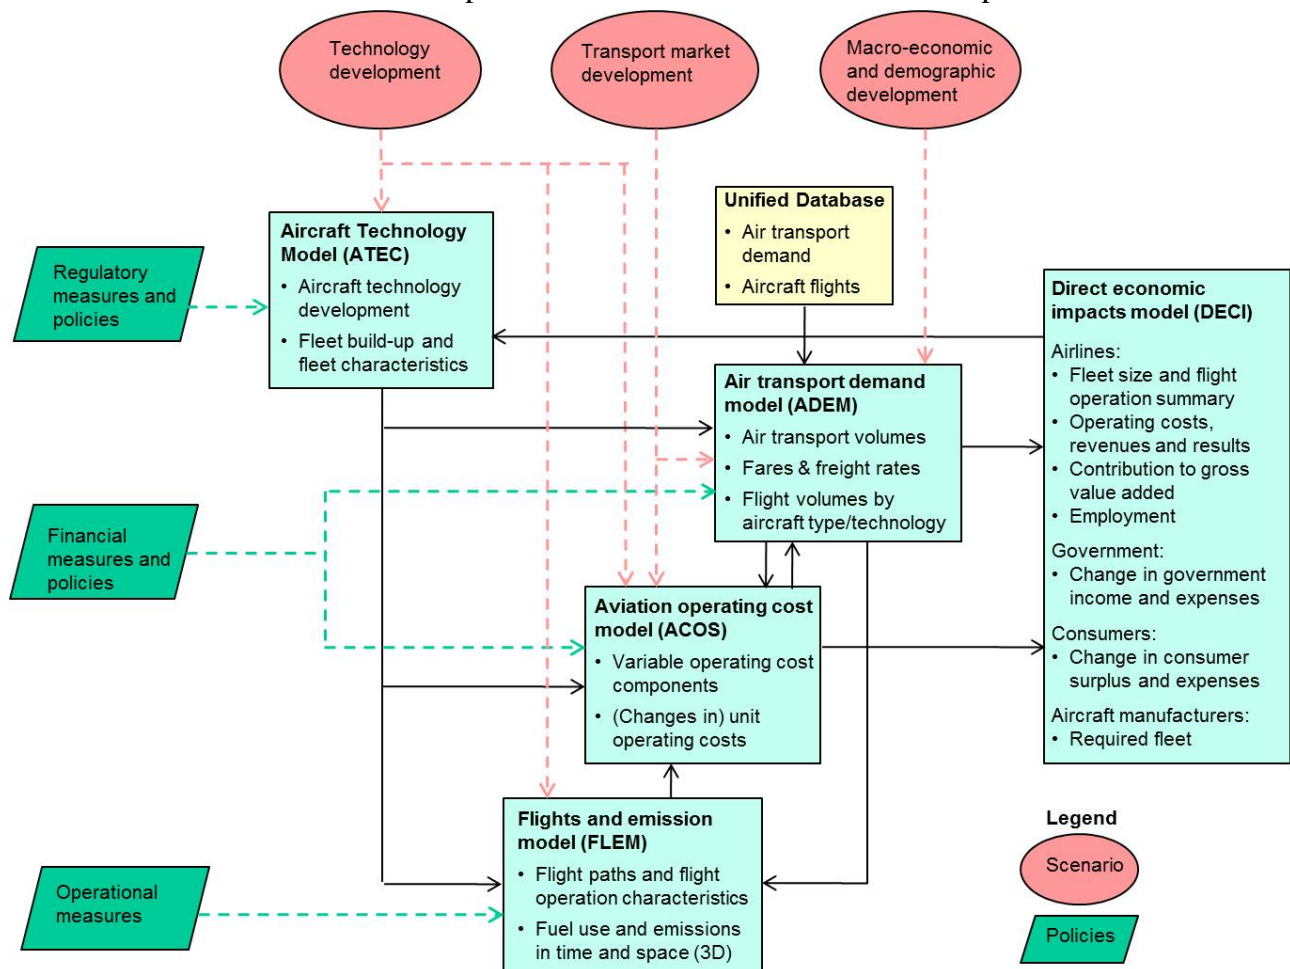 Technology
development
Transport market
development
Macro-economic
and demographic
development
Unified Database
• Air transport
demand
• Aircraft flights
Aircraft Technology
Model (ATEC)
• Aircraft technology
development
• Fleet build-up and
fleet characteristics
Regulatory
measures and
policies
Direct economic
impacts model (DECI)
Airlines:
• Fleet size and flight
operation summary
• Operating costs,
revenues and results
• Contribution to gross
value added
• Employment
Government:
• Change in government
income and expenses
Consumers:
• Change in consumer
surplus and expenses
Aircraft manufacturers:
• Required fleet
Air transport demand
model (ADEM)
• Air transport volumes
• Fares & freight rates
• Flight volumes by
aircraft type/technology
Financial
measures and
policies
Aviation operating cost
model (ACOS)
• Variable operating cost
components
• (Changes in) unit
operating costs
Flights and emission
model (FLEM)
• Flight paths and flight
operation characteristics
• Fuel use and emissions
in time and space (3D)
Operational
measures
Legend
Scenario
Policies